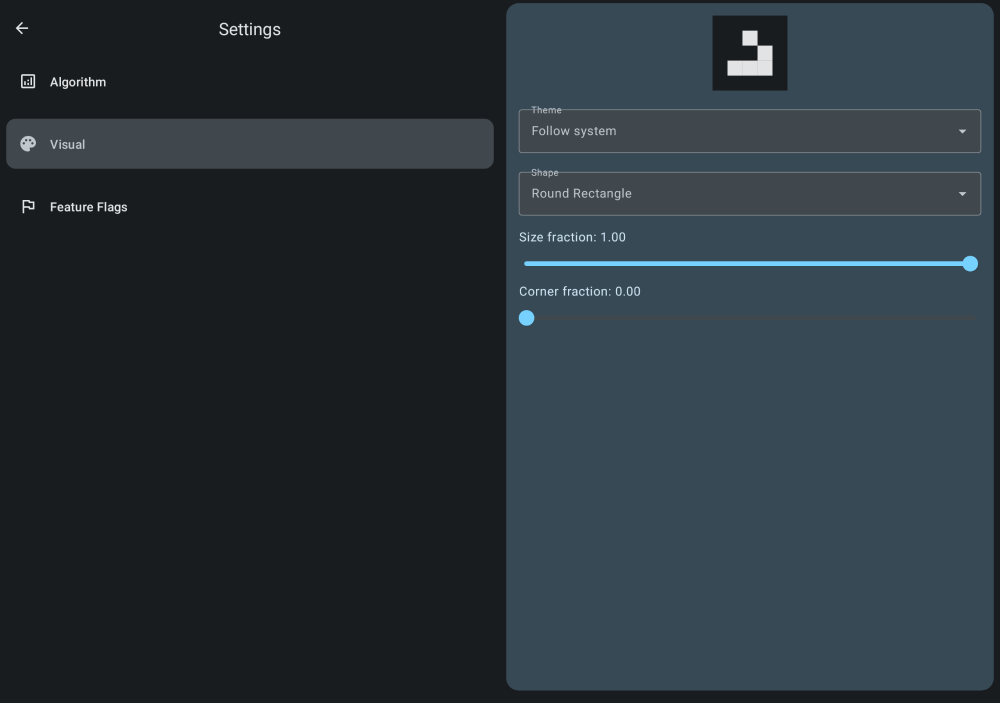 Settings
Algorithm
Visual
Feature Flags
Theme
Follow system
Shape
Round Rectangle
Size fraction: 1.00
Corner fraction: 0.00